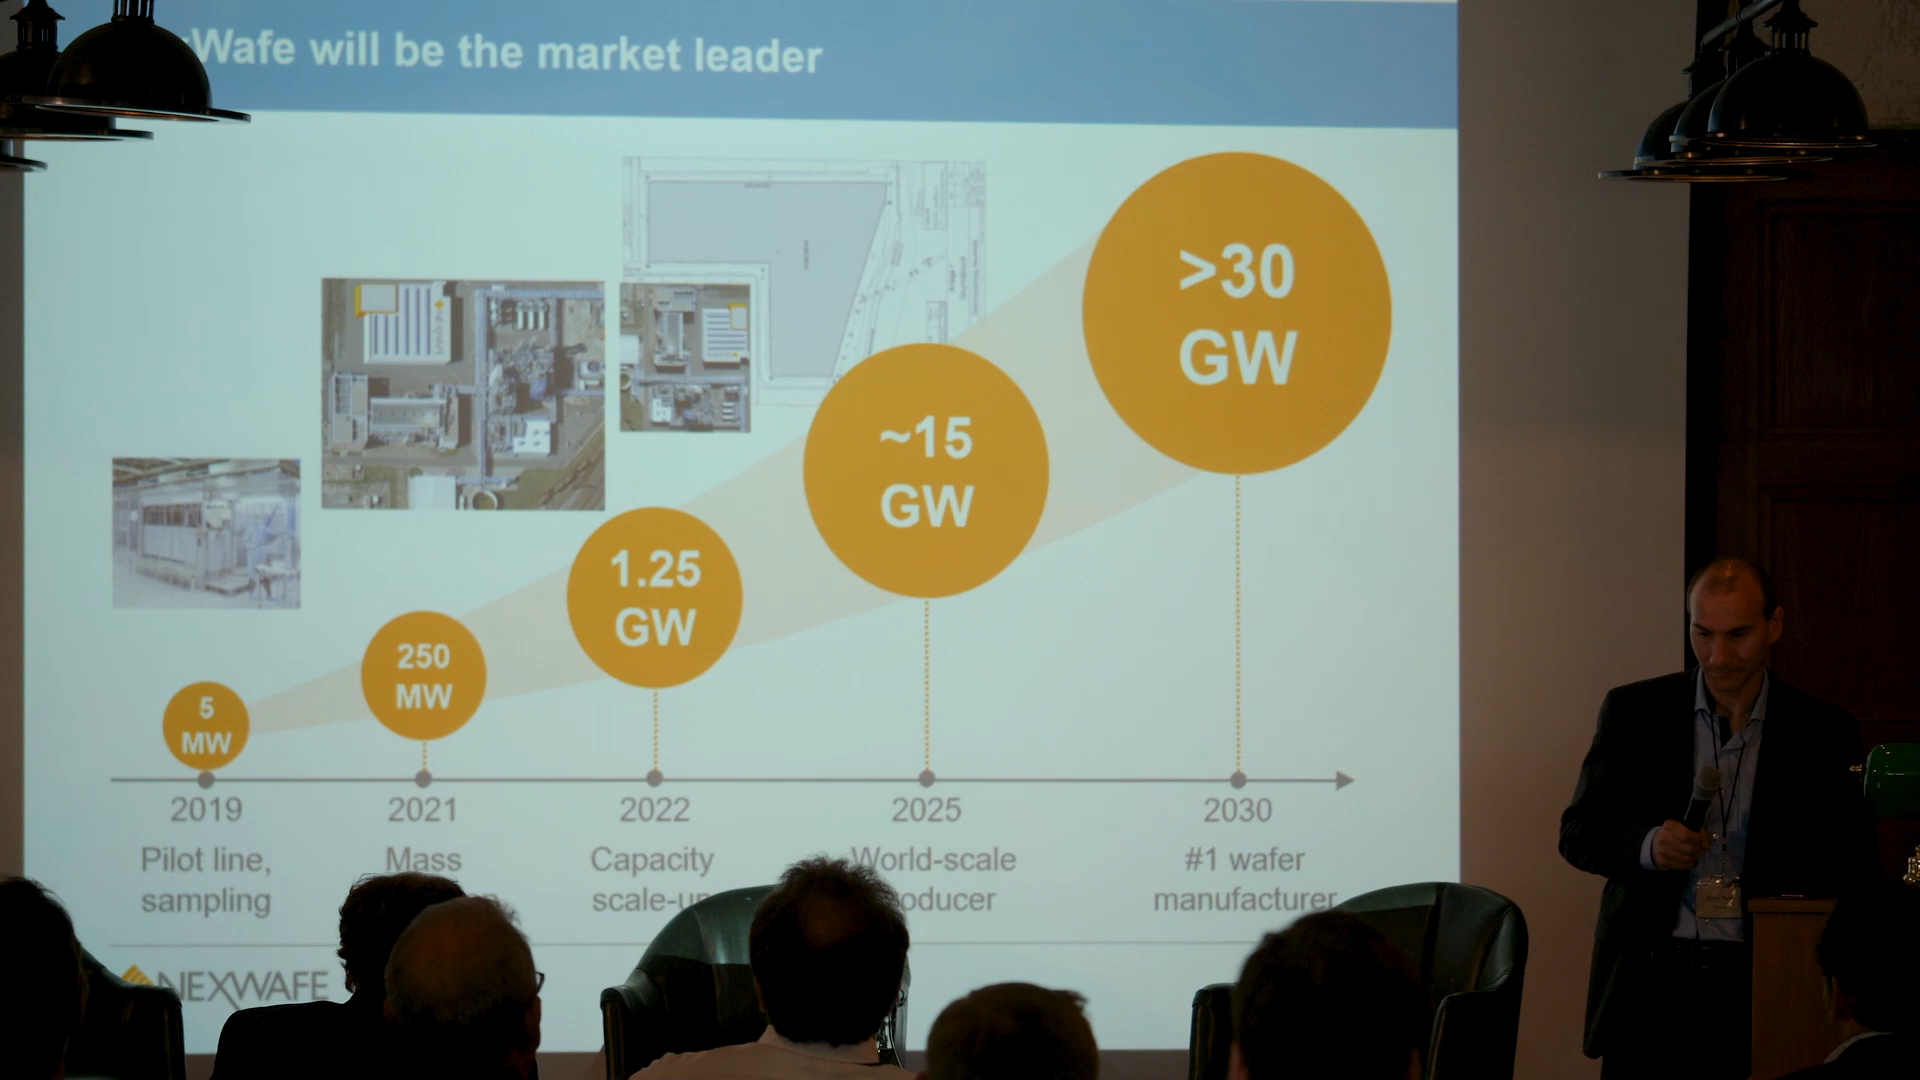 Wafe will be the market leader
>30
GW
~15
GW
1.25
GW
250
MW
5
MW
2019
2021
2022
2025
2030
Pilot line,
sampling
Mass
Capacity
scale-up
World-scale
#1 wafer
manufacturer
NEXWAFE